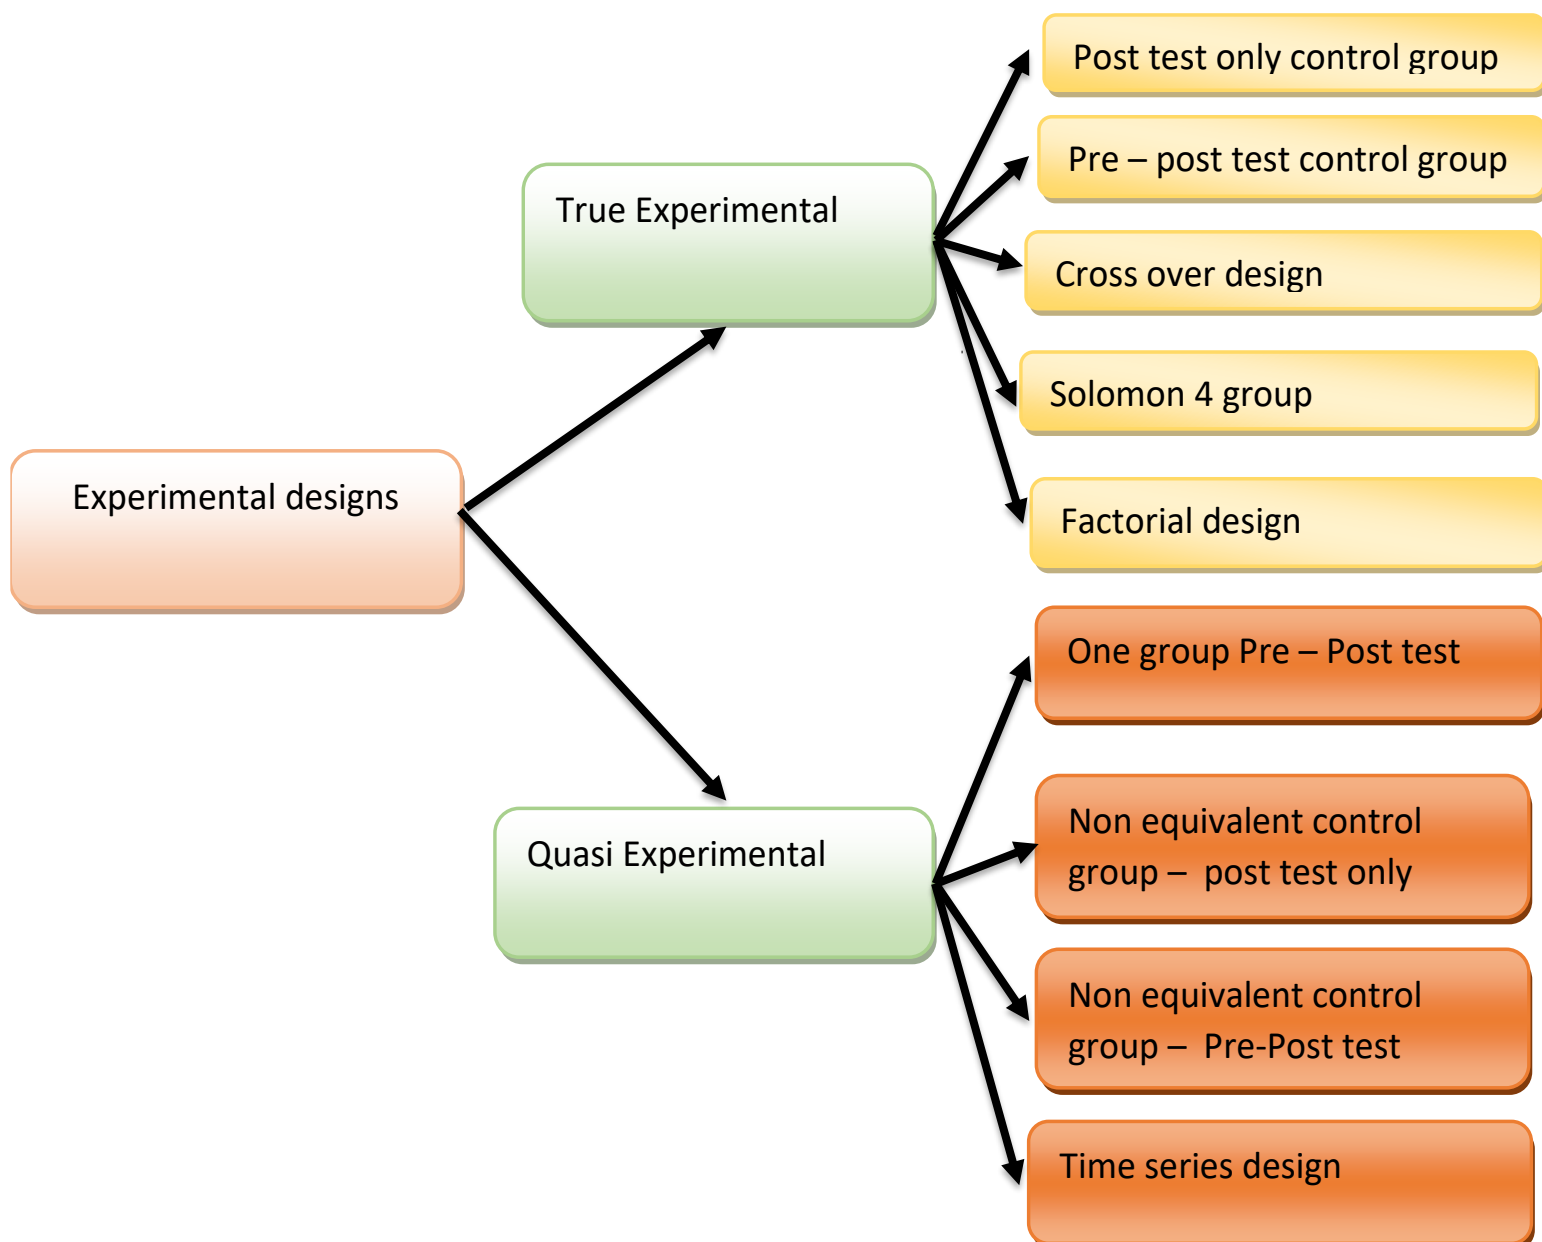 Post test only control group
Pre – post test control group
True Experimental
Cross over design
Solomon 4 group
Experimental designs
Factorial design
One group Pre – Post test
Non equivalent control
group –  post test only
Quasi Experimental
Non equivalent control
group –  Pre-Post test
Time series design